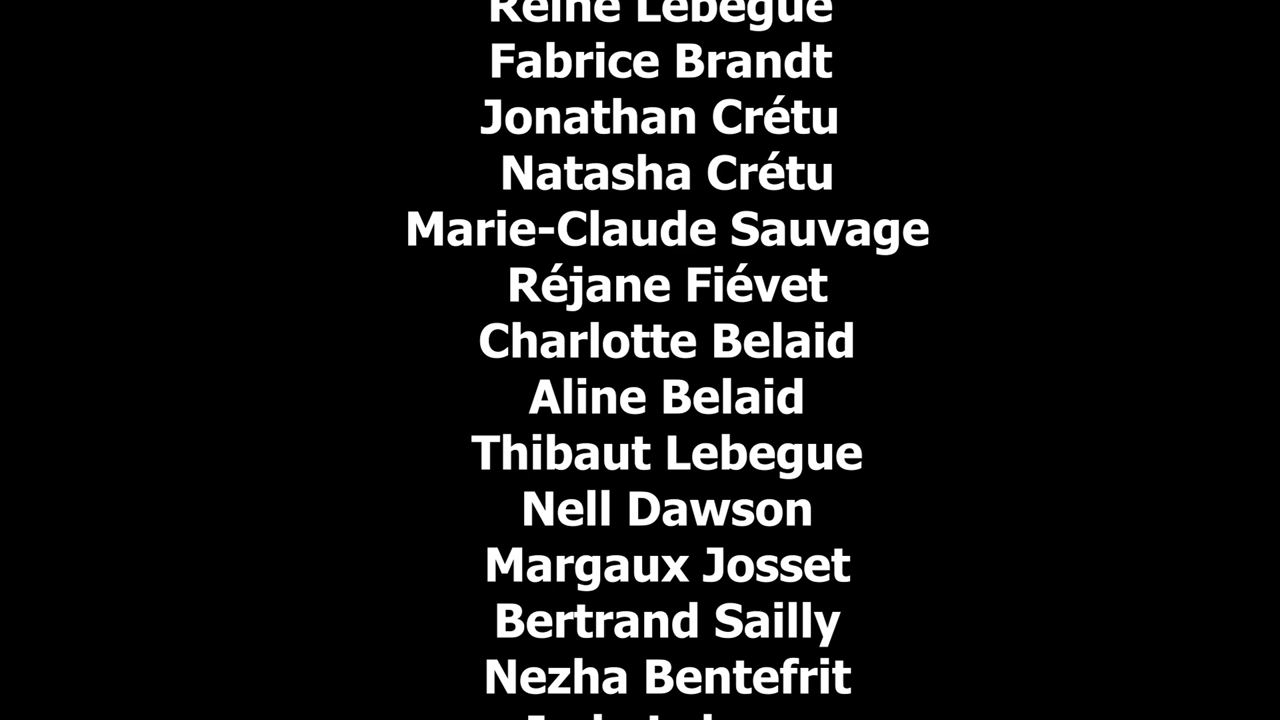 Reine Lebegue
Fabrice Brandt
Jonathan Crétu
Natasha Crétu
Marie-Claude Sauvage
Réjane Fiévet
Charlotte Belaid
Aline Belaid
Thibaut Lebegue
Nell Dawson
Margaux Josset
Bertrand Sailly
Nezha Bentefrit